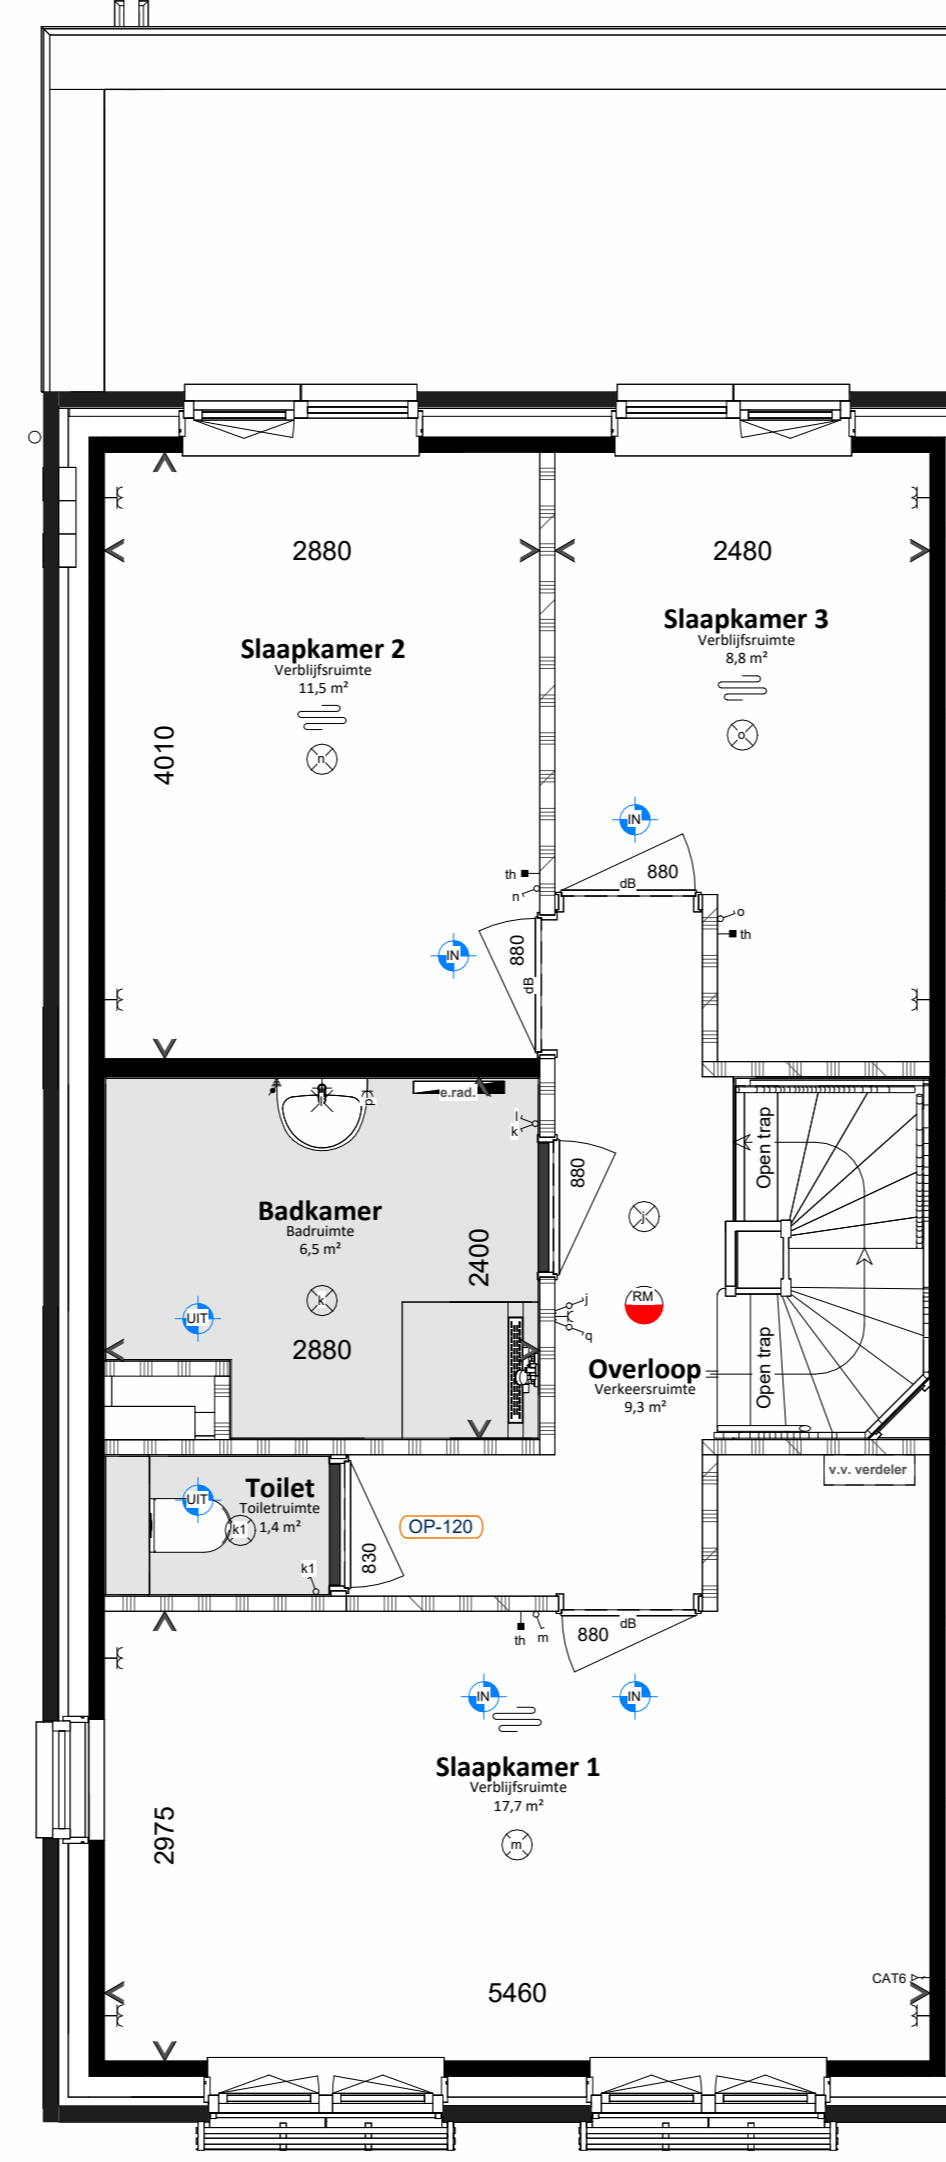 2880
2480
Slaapkamer 2
Verblijfsruimte
11,5 m²
n
Slaapkamer 3
Verblijfsruimte
8,8 m²
o
4010
IN
880
dB
th
n
o
th
IN
880
dB
e.rad.
l
k
Badkamer
Badruimte
6,5 m²
k
2400
880
j
Open trap
UIT
2880
RM
j
q
Overloop
Verkeersruimte
9,3 m²
Open trap
v.v. verdeler
Toilet
Toiletruimte
1,4 m²
UIT
k1
k1
830
OP-120
th
m
880
dB
IN
IN
Slaapkamer 1
Verblijfsruimte
17,7 m²
m
2975
CAT6
5460